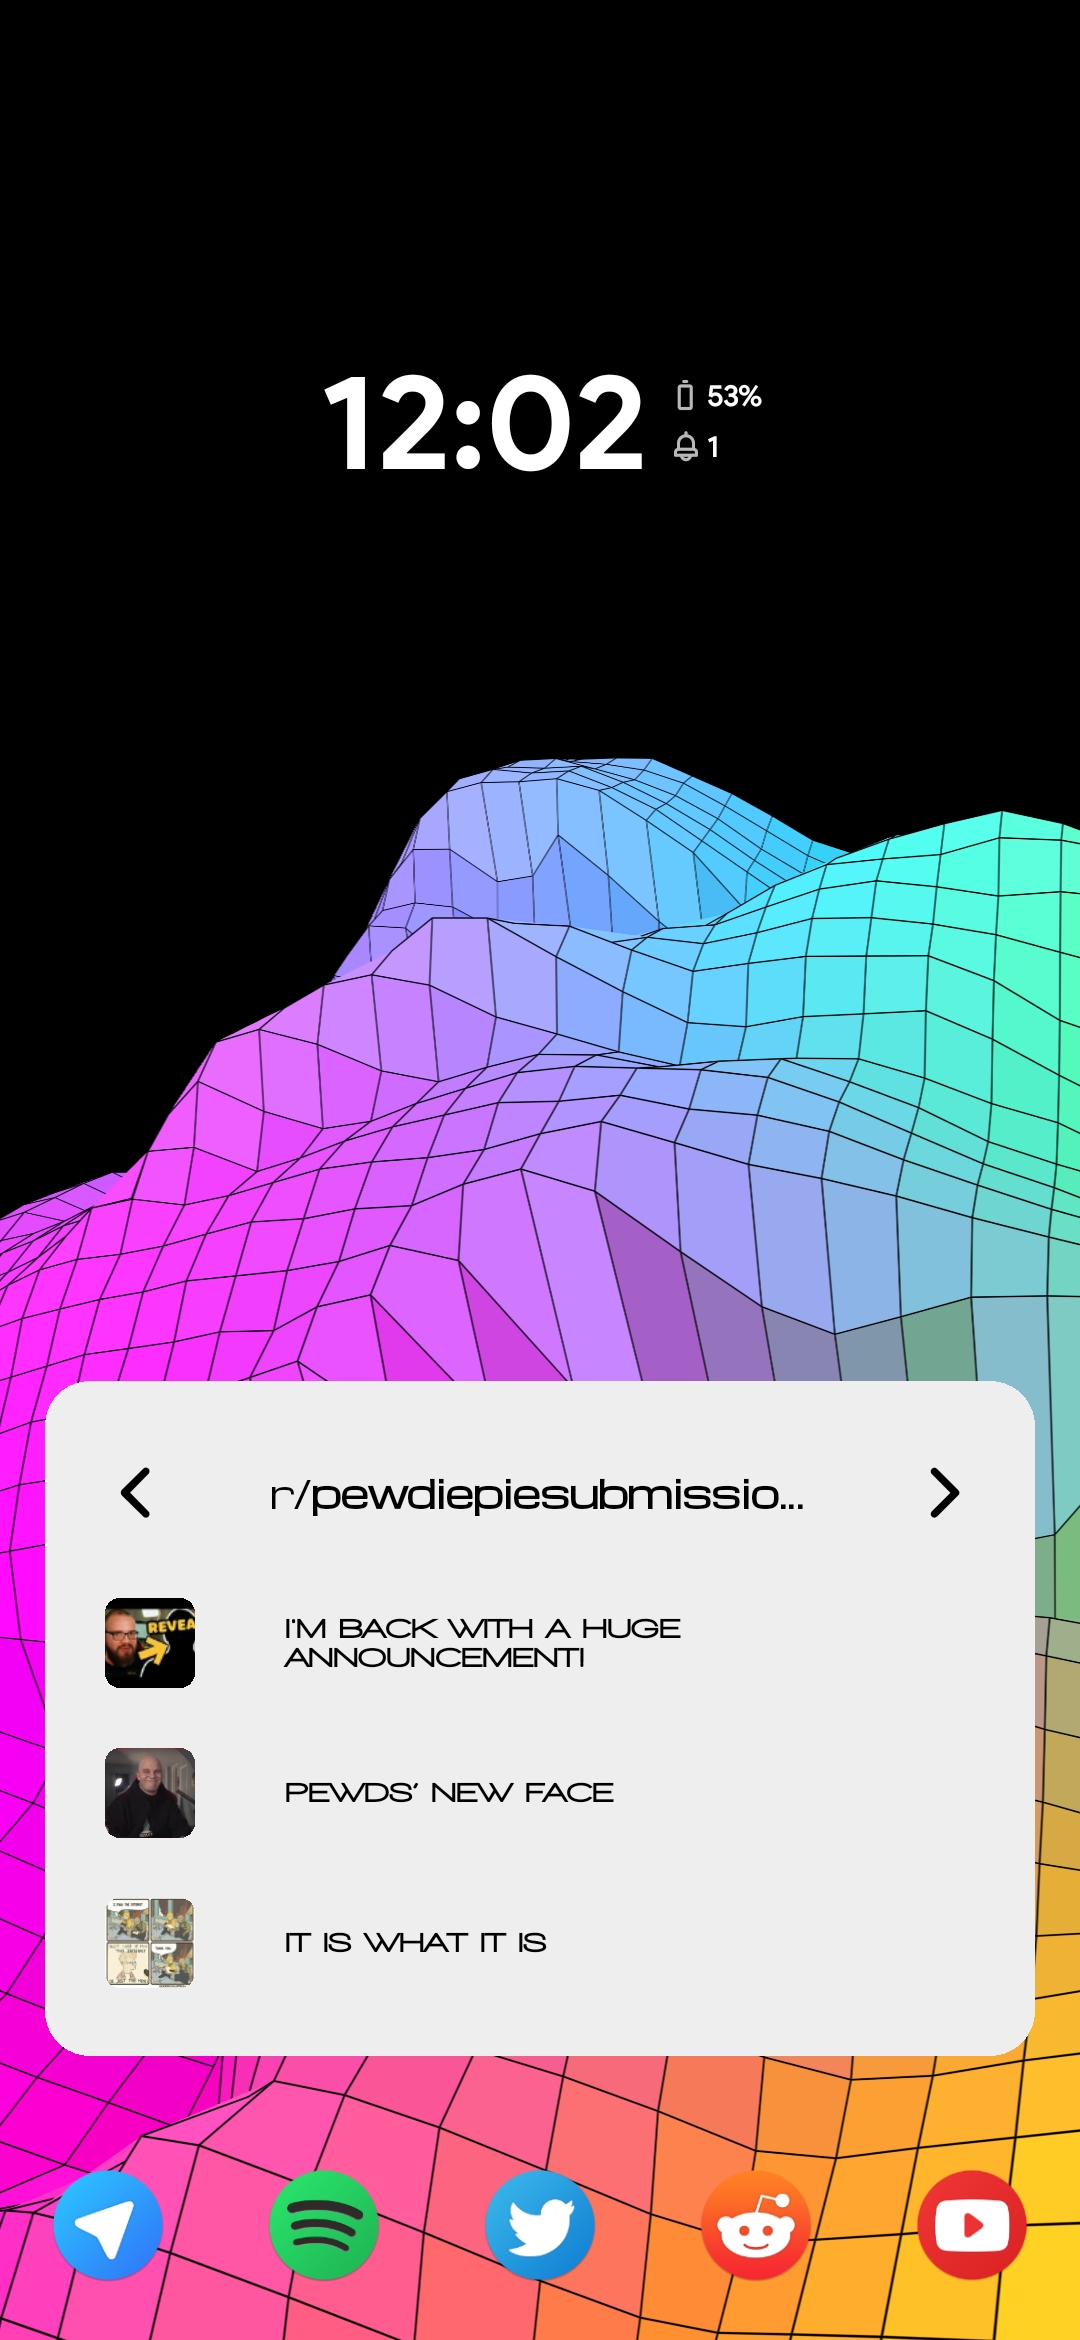 12:02
53%
1
r/pewdiepiesubmissio...
REVEA
I'M BACK WITH A HUGE
ANNOUNCEMENT!
PEWDS' NEW FACE
IT IS WHAT IT IS